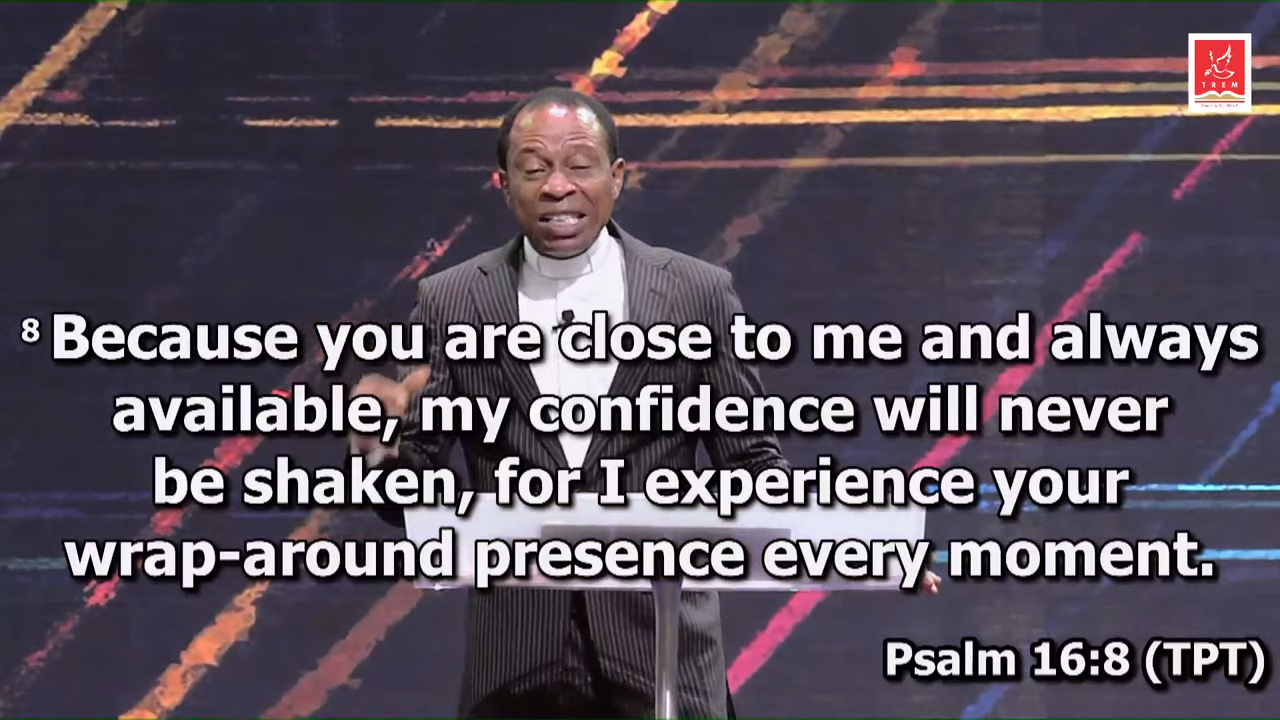 TREM
8 Because you are close to me and always
available, my confidence will never
be shaken, for I experience your
wrap-around presence every moment.
Psalm 16:8 (TPT)